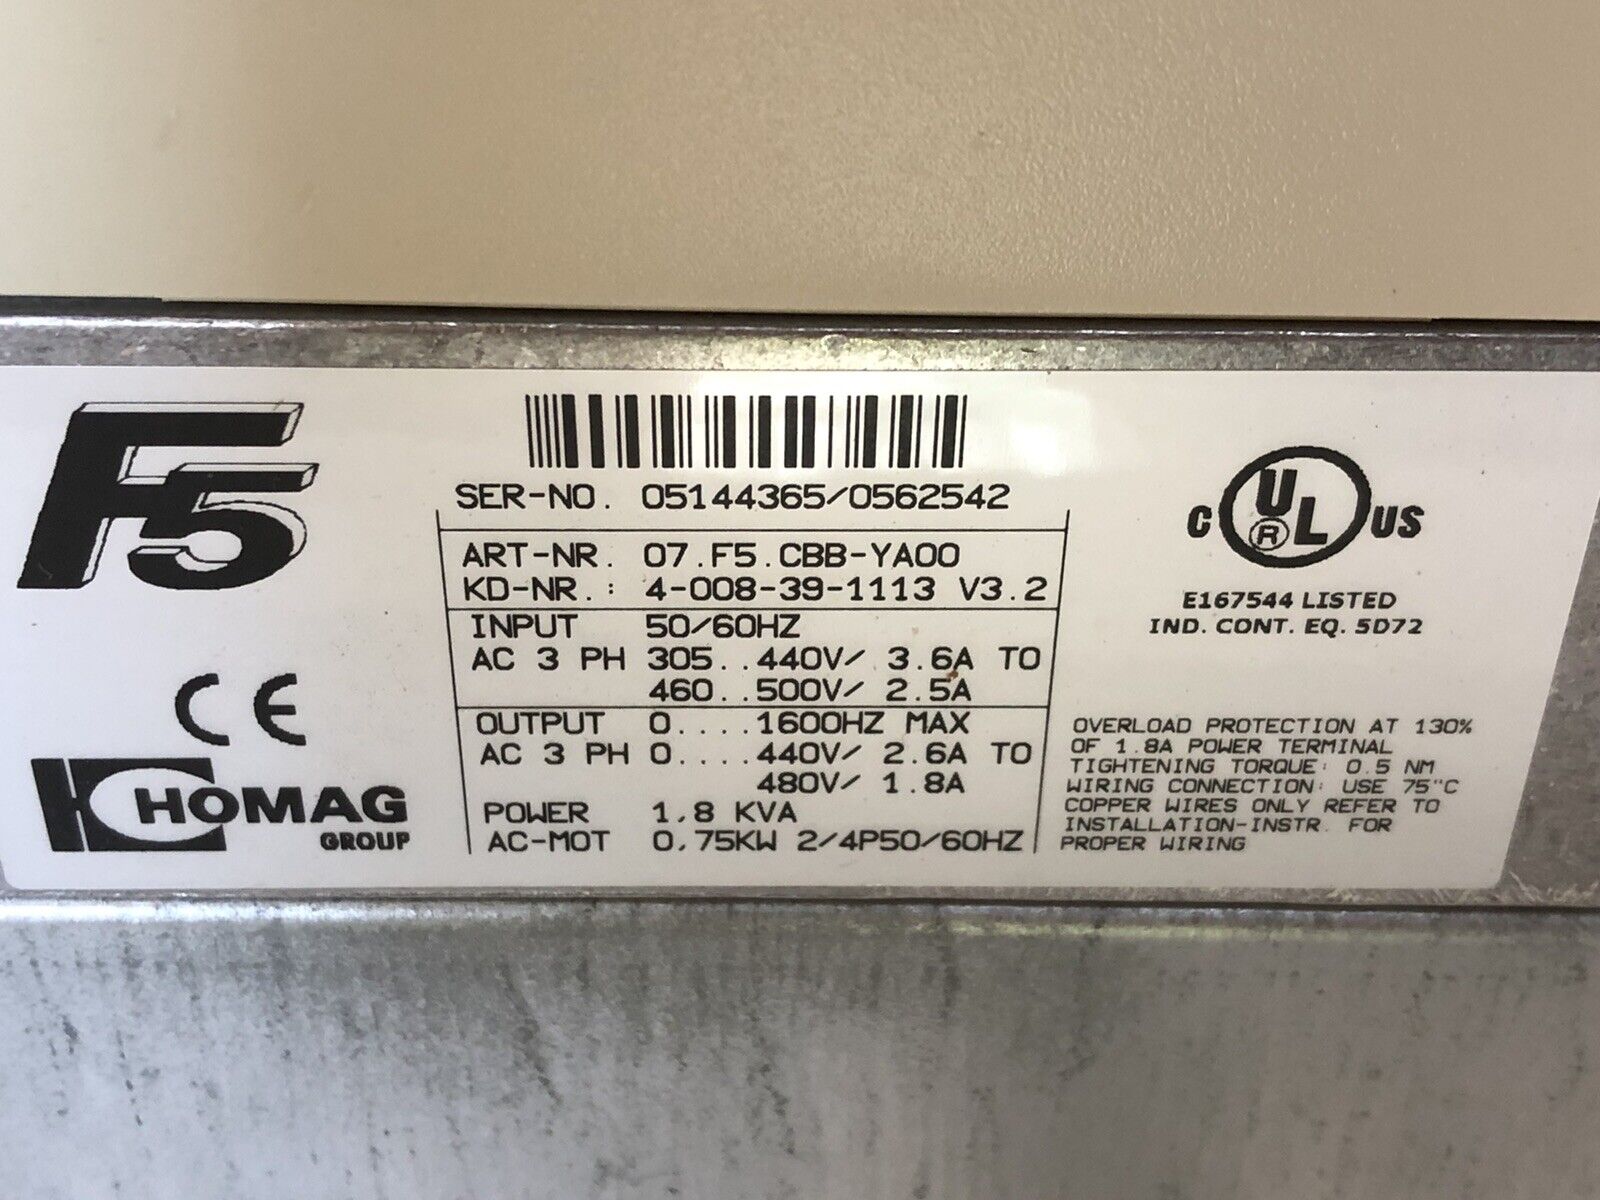 F5
SER-NO. 05144365/0562542
ART-NR. 07.F5.CBB-YA00
KD-NR.: 4-008-39-1113 V3.2
INPUT 50/60HZ
AC 3 PH 305..440V/ 3.6A TO
460..500V/ 2.5A
OUTPUT 0....1600HZ MAX
AC 3 PH 0....440V/ 2.6A TO
480V/ 1.8A
POWER 1,8 KVA
AC-MOT 0,75KW 2/4P50/60HZ
CE
HOMAG
GROUP
C UL ® US
E167544 LISTED
IND. CONT. EQ. 5D72
OVERLOAD PROTECTION AT 130%
OF 1.8A POWER TERMINAL
TIGHTENING TORQUE: 0.5 NM
WIRING CONNECTION: USE 75°C
COPPER WIRES ONLY REFER TO
INSTALLATION-INSTR. FOR
PROPER WIRING